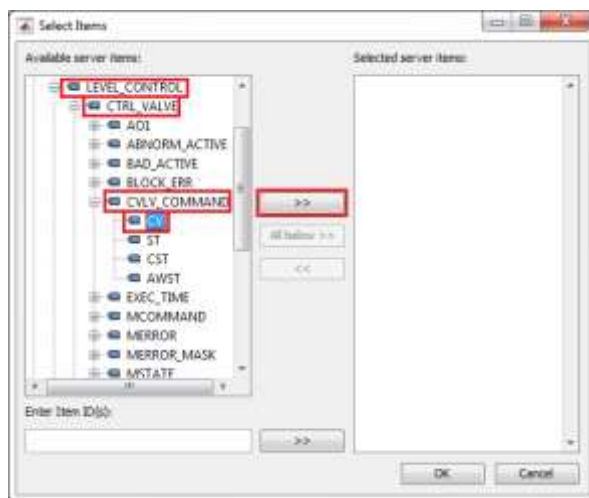 Select Items
Available server items:
Selected server items:
LEVEL_CONTROL
CTRL_VALVE
AO1
ABNORM_ACTIVE
BAD_ACTIVE
BLOCK_ERR
CVLV_COMMAND
>>
CV
ST
All below >>
CST
<<
AWST
EXEC_TIME
MCOMMAND
MERROR
MERROR_MASK
MSTATE
Enter Item ID(s):
>>
OK
Cancel